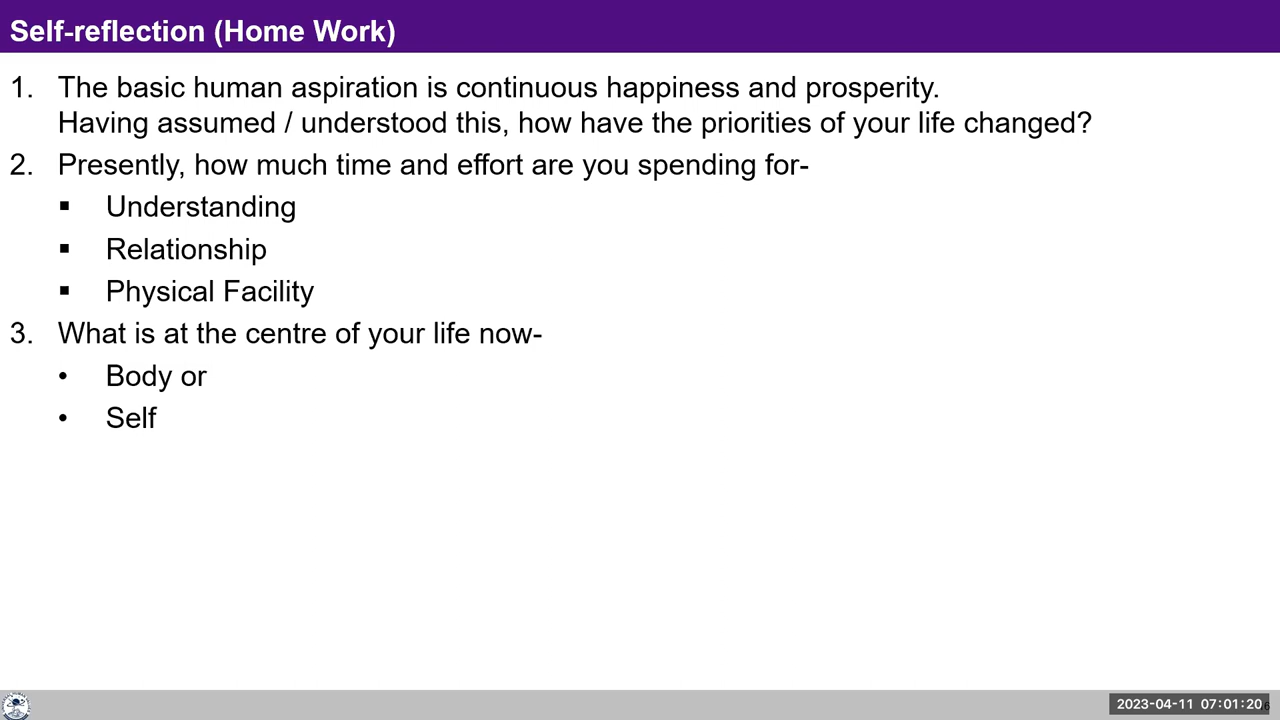 Self-reflection (Home Work)
1. The basic human aspiration is continuous happiness and prosperity.
Having assumed / understood this, how have the priorities of your life changed?
2. Presently, how much time and effort are you spending for-
▪ Understanding
▪ Relationship
▪ Physical Facility
3. What is at the centre of your life now-
• Body or
• Self
2023-04-11 07:01:20